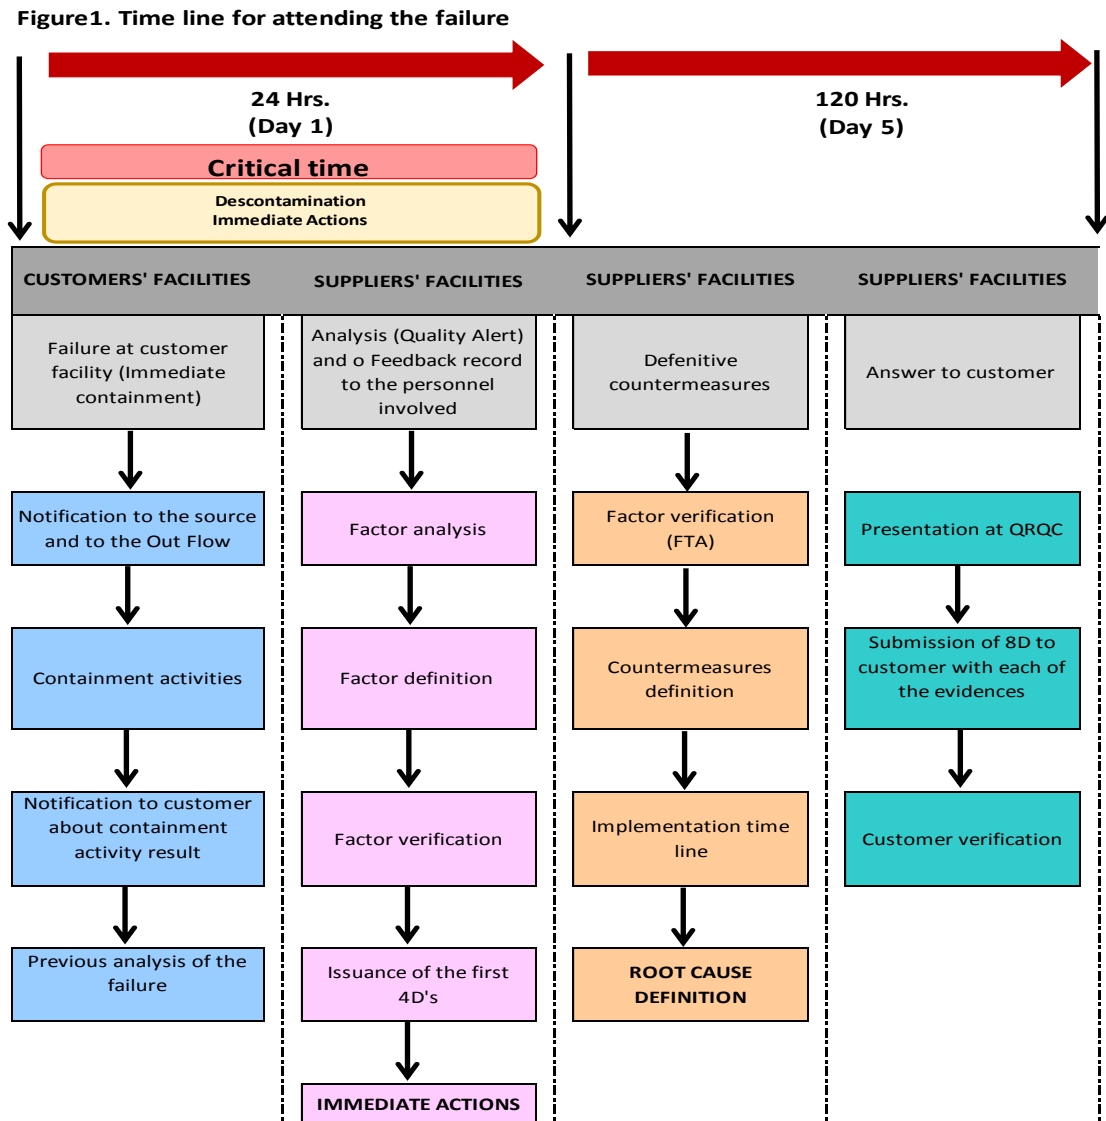 Figure1. Time line for attending the failure
24 Hrs.
(Day 1)
120 Hrs.
(Day 5)
Critical time
Descontamination
Immediate Actions
CUSTOMERS' FACILITIES
SUPPLIERS' FACILITIES
SUPPLIERS' FACILITIES
SUPPLIERS' FACILITIES
Failure at customer
facility (Immediate
containment)
Analysis (Quality Alert)
and o Feedback record
to the personnel
involved
Defenitive
countermeasures
Answer to customer
Notification to the source
and to the Out Flow
Factor analysis
Factor verification
(FTA)
Presentation at QRQC
Containment activities
Factor definition
Countermeasures
definition
Submission of 8D to
customer with each of
the evidences
Notification to customer
about containment
activity result
Factor verification
Implementation time
line
Customer verification
Previous analysis of the
failure
Issuance of the first
4D's
ROOT CAUSE
DEFINITION
IMMEDIATE ACTIONS